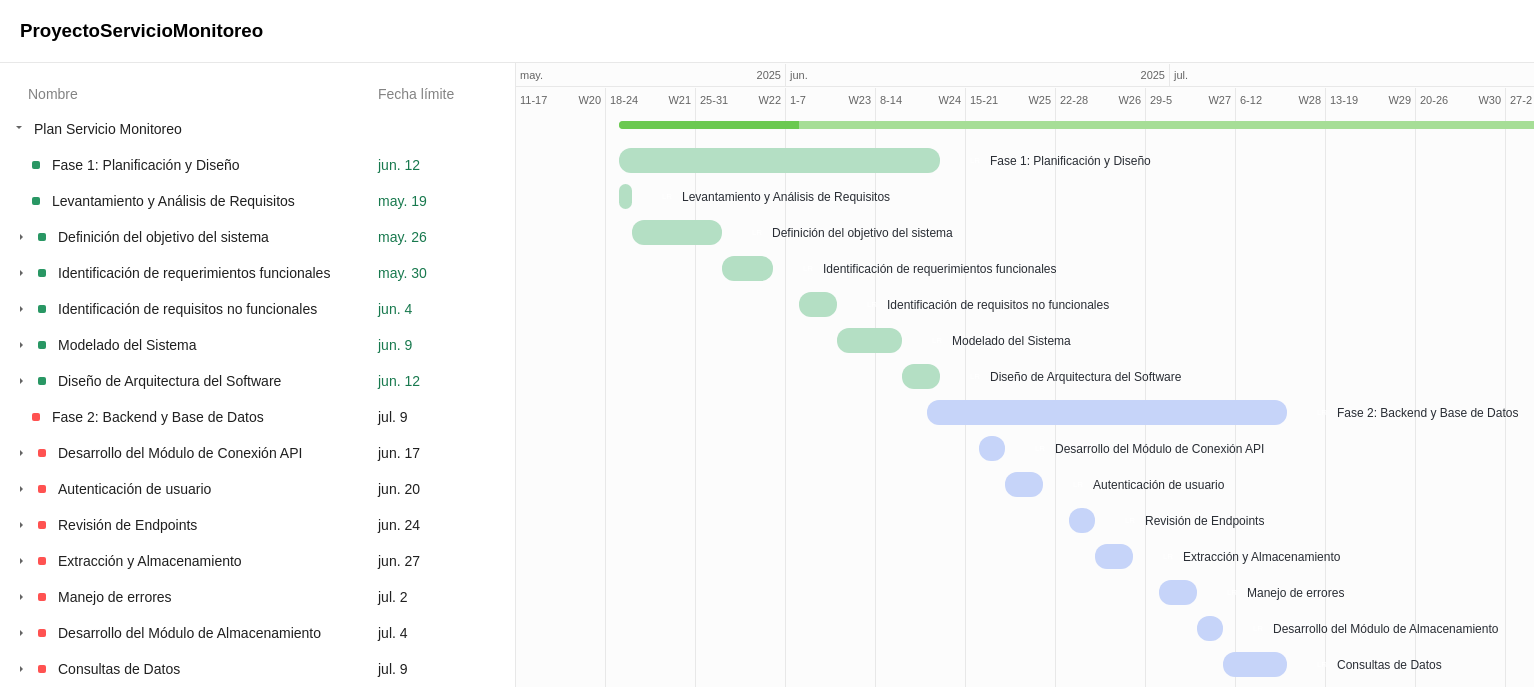 ProyectoServicioMonitoreo
may. 2025 jun. 2025 jul.
Nombre Fecha límite
11-17 W20 18-24 W21 25-31 W22 1-7 W23 8-14 W24 15-21 W25 22-28 W26 29-5 W27 6-12 W28 13-19 W29 20-26 W30 27-2
Plan Servicio Monitoreo
Fase 1: Planificación y Diseño jun. 12 Fase 1: Planificación y Diseño
Levantamiento y Análisis de Requisitos may. 19 Levantamiento y Análisis de Requisitos
Definición del objetivo del sistema may. 26 Definición del objetivo del sistema
Identificación de requerimientos funcionales may. 30 Identificación de requerimientos funcionales
Identificación de requisitos no funcionales jun. 4 Identificación de requisitos no funcionales
Modelado del Sistema jun. 9 Modelado del Sistema
Diseño de Arquitectura del Software jun. 12 Diseño de Arquitectura del Software
Fase 2: Backend y Base de Datos jul. 9 Fase 2: Backend y Base de Datos
Desarrollo del Módulo de Conexión API jun. 17 Desarrollo del Módulo de Conexión API
Autenticación de usuario jun. 20 Autenticación de usuario
Revisión de Endpoints jun. 24 Revisión de Endpoints
Extracción y Almacenamiento jun. 27 Extracción y Almacenamiento
Manejo de errores jul. 2 Manejo de errores
Desarrollo del Módulo de Almacenamiento jul. 4 Desarrollo del Módulo de Almacenamiento
Consultas de Datos jul. 9 Consultas de Datos